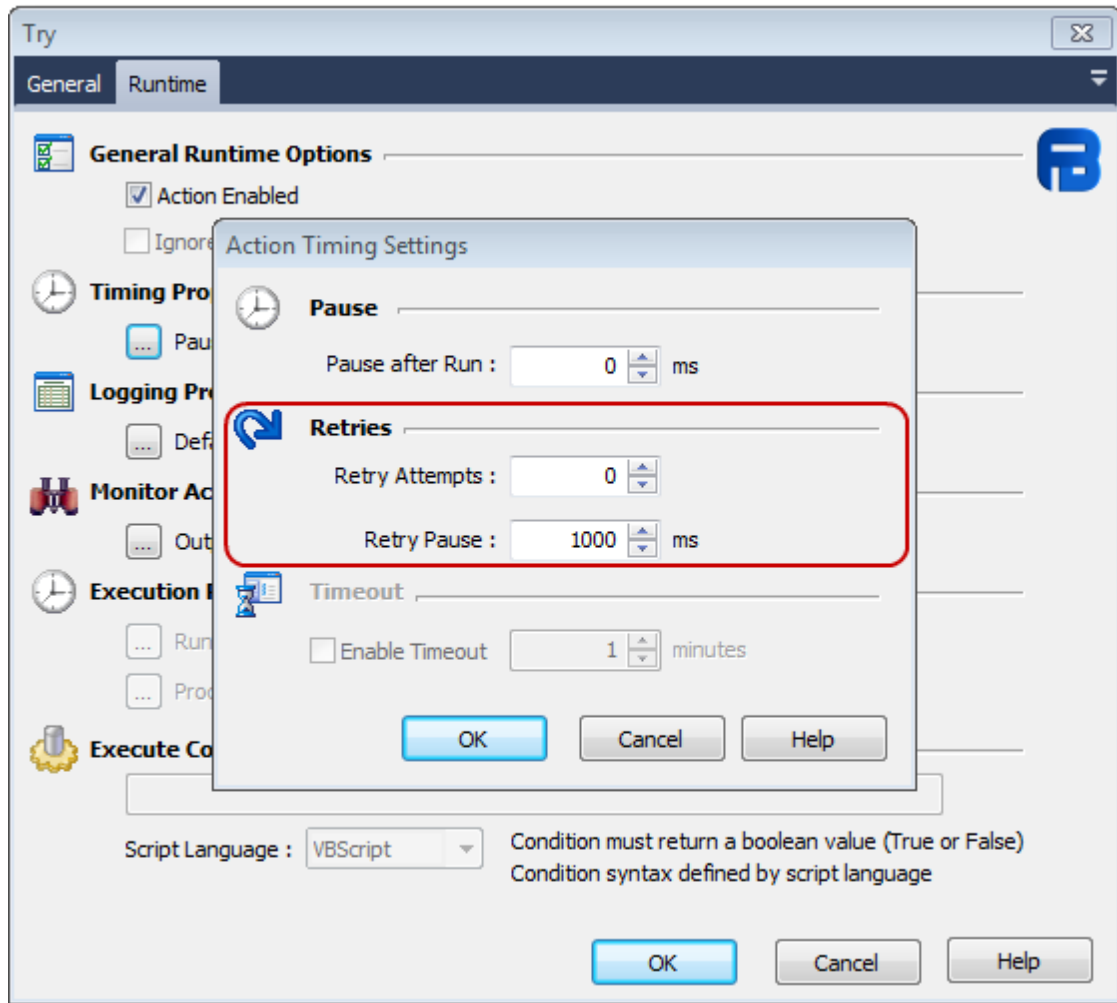 Try
General Runtime
General Runtime Options
Action Enabled
Ignore
Action Timing Settings
Timing Pro
Pause
... Pau
Pause after Run : 0 ms
Logging Pr
Retries
... Defa
Retry Attempts : 0
Monitor Ac
... Out
Retry Pause : 1000 ms
Execution
Timeout
... Run
Enable Timeout 1 minutes
... Proc
OK Cancel Help
Execute Co
Script Language : VBScript
Condition must return a boolean value (True or False)
Condition syntax defined by script language
OK Cancel Help